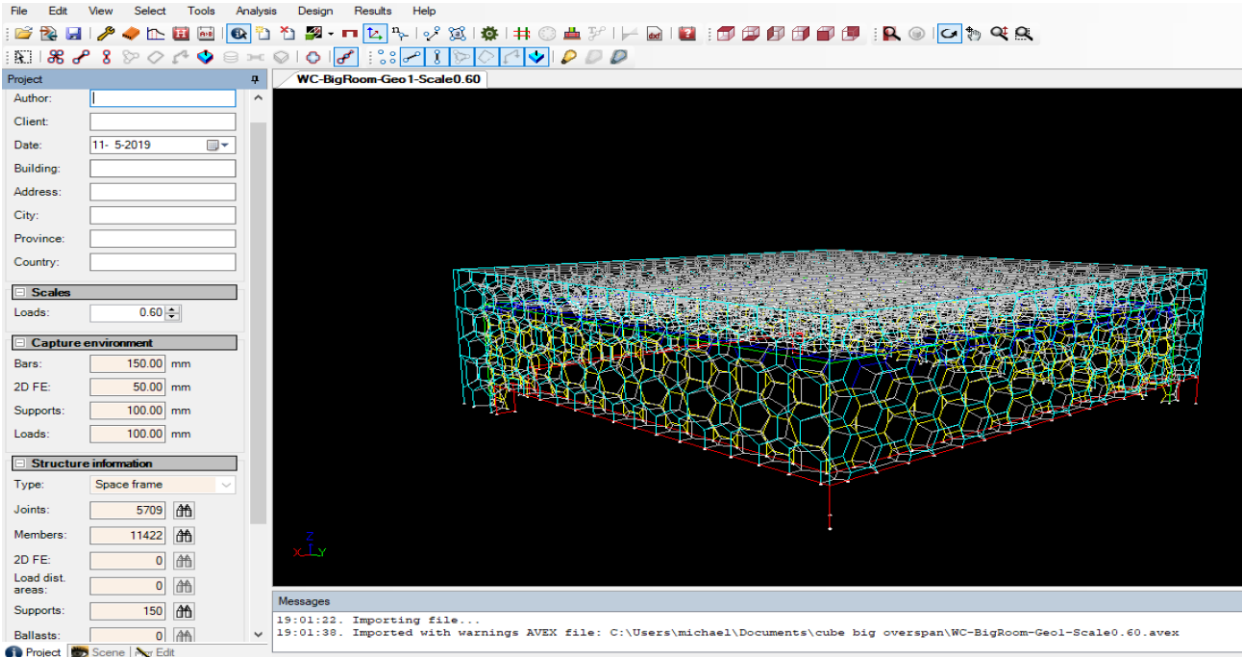 File Edit View Select Tools Analysis Design Results Help
Project
WC-BigRoom-Geo1-Scale0.60
Author:
Client:
Date: 11- 5-2019
Building:
Address:
City:
Province:
Country:
Scales
Loads: 0.60
Capture environment
Bars: 150.00 mm
2D FE: 50.00 mm
Supports: 100.00 mm
Loads: 100.00 mm
Structure information
Type: Space frame
Joints: 5709
Members: 11422
2D FE: 0
Load dist.
areas: 0
Supports: 150
Ballasts: 0
Project Scene Edit
Z
X Y
Messages
19:01:22. Importing file...
19:01:38. Imported with warnings AVEX file: C:\Users\michael\Documents\cube big overspan\WC-BigRoom-Geo1-Scale0.60.avex